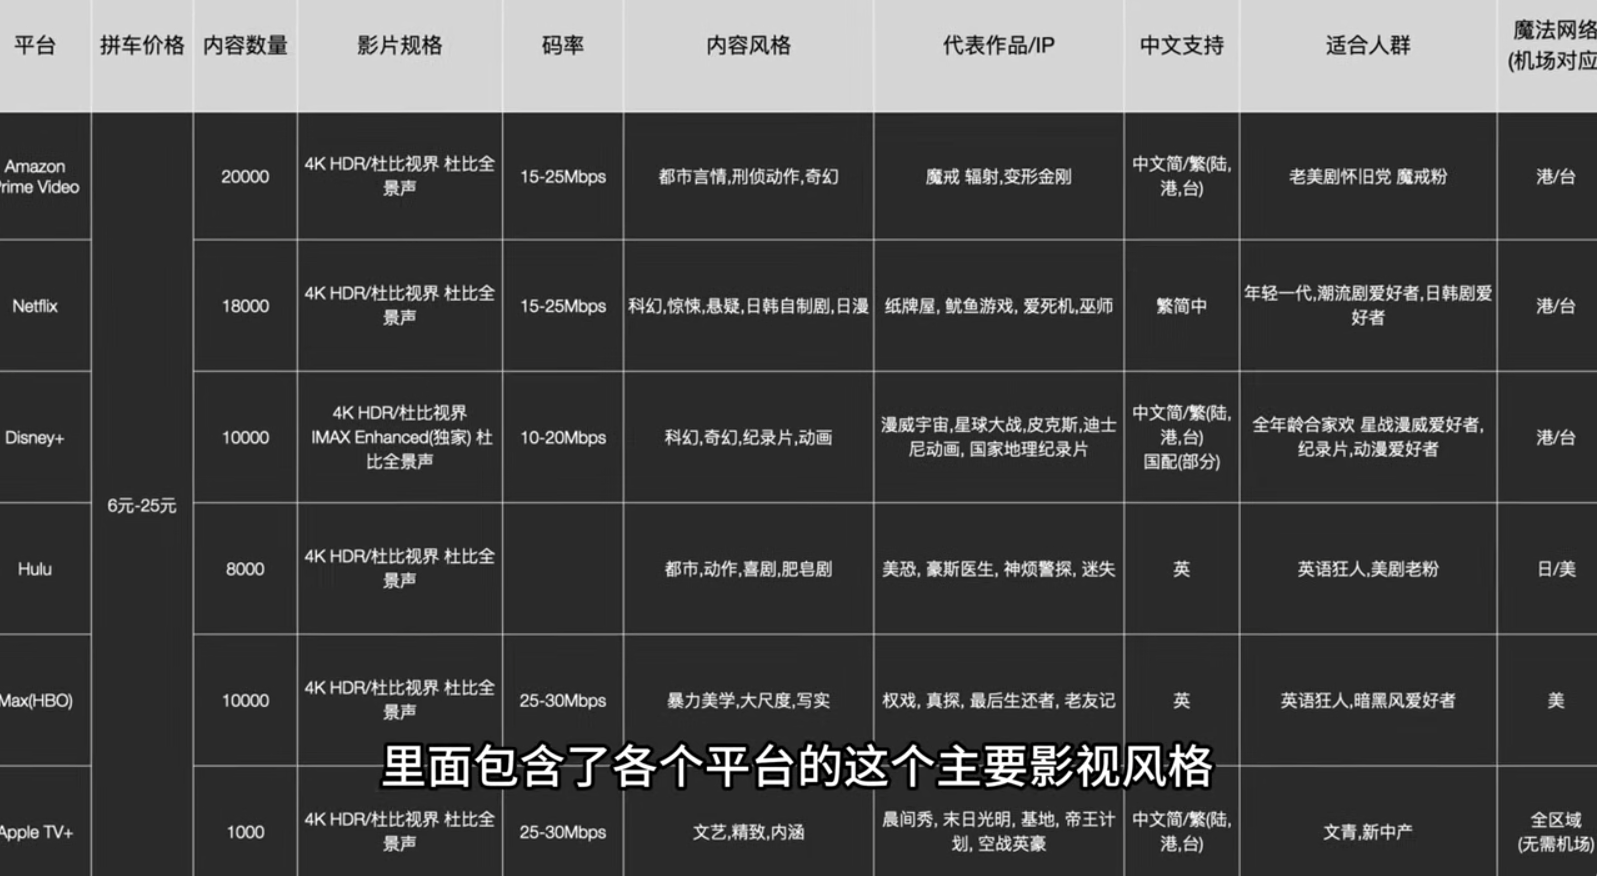 平台 拼车价格 内容数量 影片规格 码率 内容风格 代表作品/IP 中文支持 适合人群 魔法网络
(机场对应
Amazon
rime Video
20000
4K HDR/杜比视界 杜比全
景声
15-25Mbps
都市言情,刑侦动作,奇幻
魔戒 辐射,变形金刚
中文简/繁(陆,
港,台)
老美剧怀旧党 魔戒粉
港/台
Netflix
18000
4K HDR/杜比视界 杜比全
景声
15-25Mbps
科幻,惊悚,悬疑,日韩自制剧,日漫
纸牌屋, 鱿鱼游戏, 爱死机,巫师
繁简中
年轻一代,潮流剧爱好者,日韩剧爱
好者
港/台
Disney+
10000
4K HDR/杜比视界
IMAX Enhanced(独家) 杜
比全景声
10-20Mbps
科幻,奇幻,纪录片,动画
漫威宇宙,星球大战,皮克斯,迪士
尼动画, 国家地理纪录片
中文简/繁(陆,
港,台)
国配(部分)
全年龄合家欢 星战漫威爱好者,
纪录片,动漫爱好者
港/台
6元-25元
Hulu
8000
4K HDR/杜比视界 杜比全
景声
都市,动作,喜剧,肥皂剧
美恐, 豪斯医生, 神烦警探, 迷失
英
英语狂人,美剧老粉
日/美
Max(HBO)
10000
4K HDR/杜比视界 杜比全
景声
25-30Mbps
暴力美学,大尺度,写实
权戏, 真探, 最后生还者, 老友记
英
英语狂人,暗黑风爱好者
美
里面包含了各个平台的这个主要影视风格
Apple TV+
1000
4K HDR/杜比视界 杜比全
景声
25-30Mbps
文艺,精致,内涵
晨间秀, 末日光明, 基地, 帝王计
划, 空战英豪
中文简/繁(陆,
港,台)
文青,新中产
全区域
(无需机场)